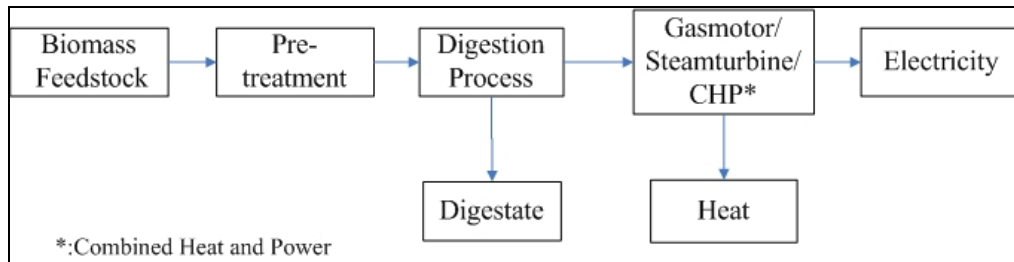 Biomass
Feedstock
Pre-
treatment
Digestion
Process
Gasmotor/
Steamturbine/
CHP*
Electricity
Digestate
Heat
*:Combined Heat and Power